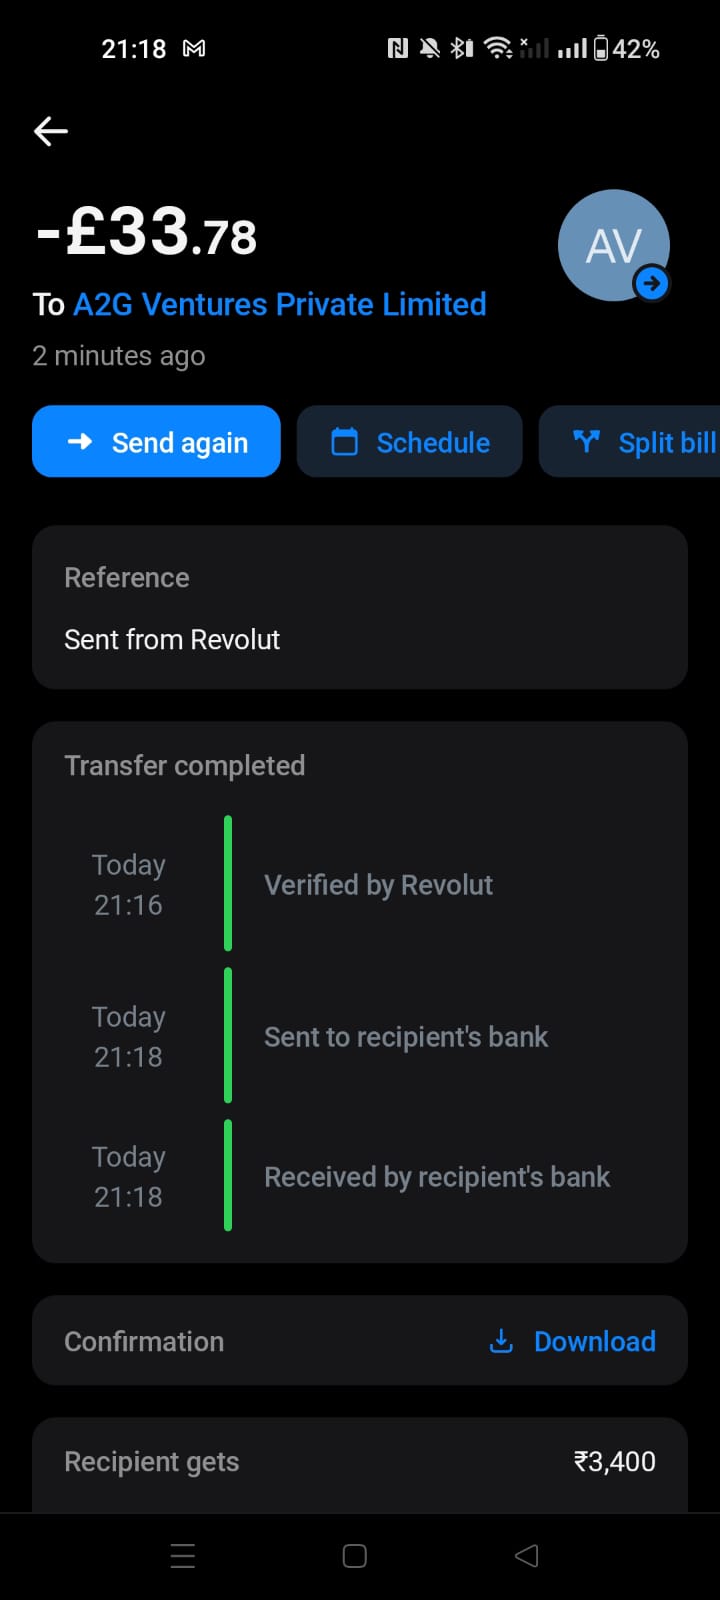 21:18
42%
-£33.78
AV
To A2G Ventures Private Limited
2 minutes ago
Send again
Schedule
Split bill
Reference
Sent from Revolut
Transfer completed
Today
21:16
Verified by Revolut
Today
21:18
Sent to recipient's bank
Today
21:18
Received by recipient's bank
Confirmation
Download
Recipient gets
₹3,400